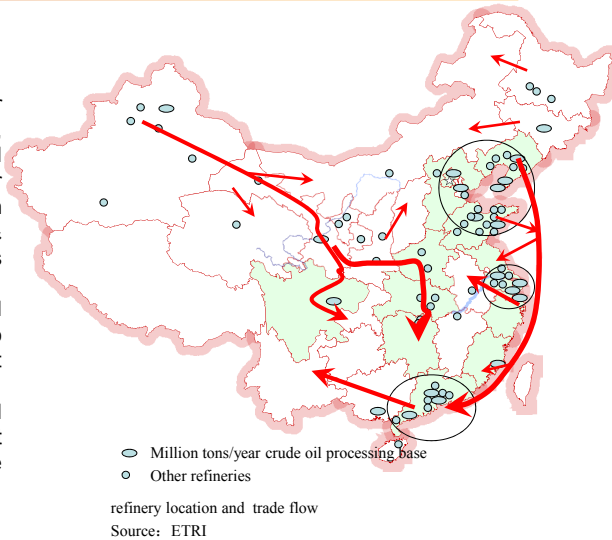 Million tons/year crude oil processing base
Other refineries
refinery location and trade flow
Source：ETRI